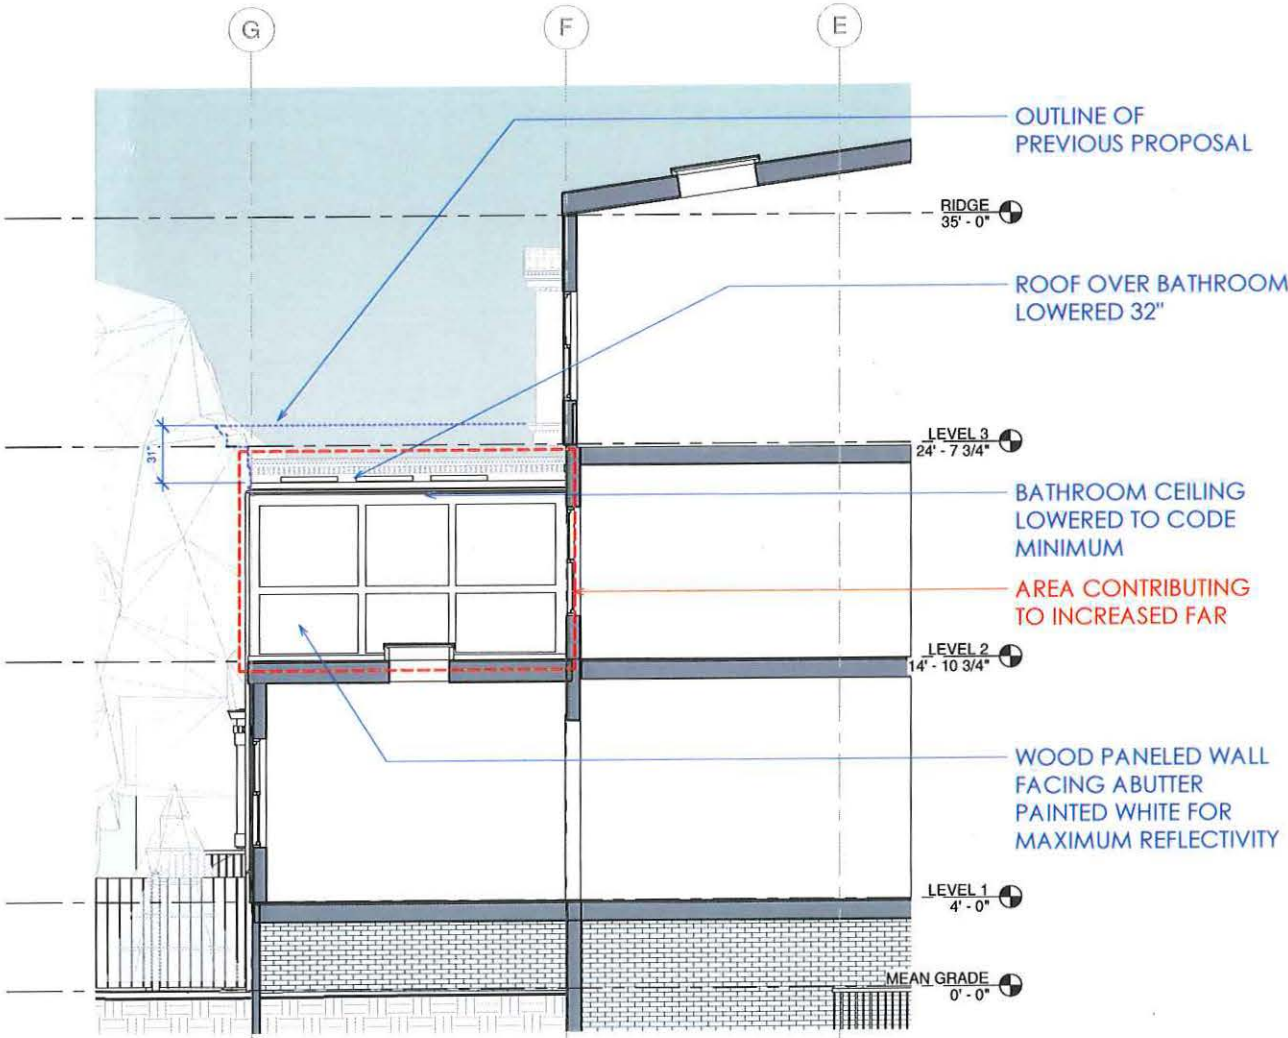 G
F
E
OUTLINE OF
PREVIOUS PROPOSAL
RIDGE
35' - 0"
ROOF OVER BATHROOM
LOWERED 32"
31"
LEVEL 3
24' - 7 3/4"
BATHROOM CEILING
LOWERED TO CODE
MINIMUM
AREA CONTRIBUTING
TO INCREASED FAR
LEVEL 2
14' - 10 3/4"
WOOD PANELED WALL
FACING ABUTTER
PAINTED WHITE FOR
MAXIMUM REFLECTIVITY
LEVEL 1
4' - 0"
MEAN GRADE
0' - 0"